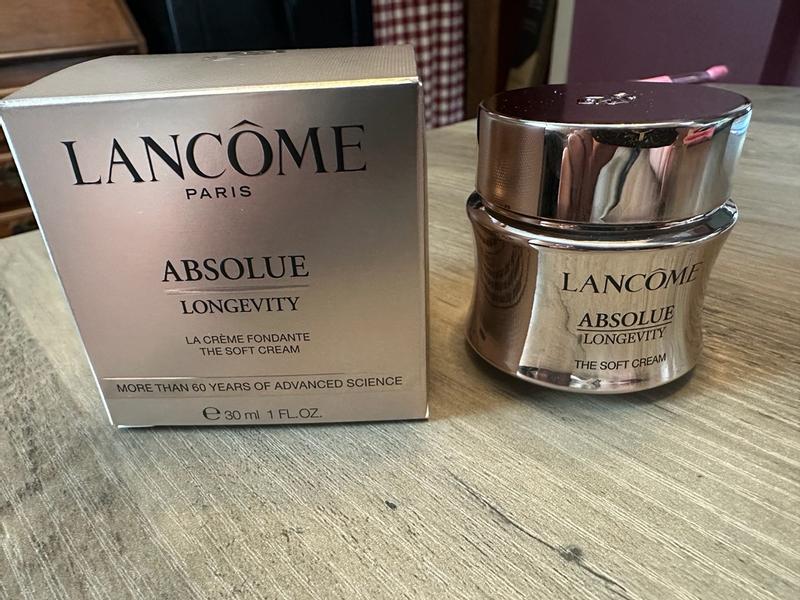 LANCÔME
PARIS
ABSOLUE
LONGEVITY
LA CRÈME FONDANTE
THE SOFT CREAM
MORE THAN 60 YEARS OF ADVANCED SCIENCE
℮ 30 ml 1 FL.OZ.
LANCÔME
ABSOLUE
LONGEVITY
THE SOFT CREAM